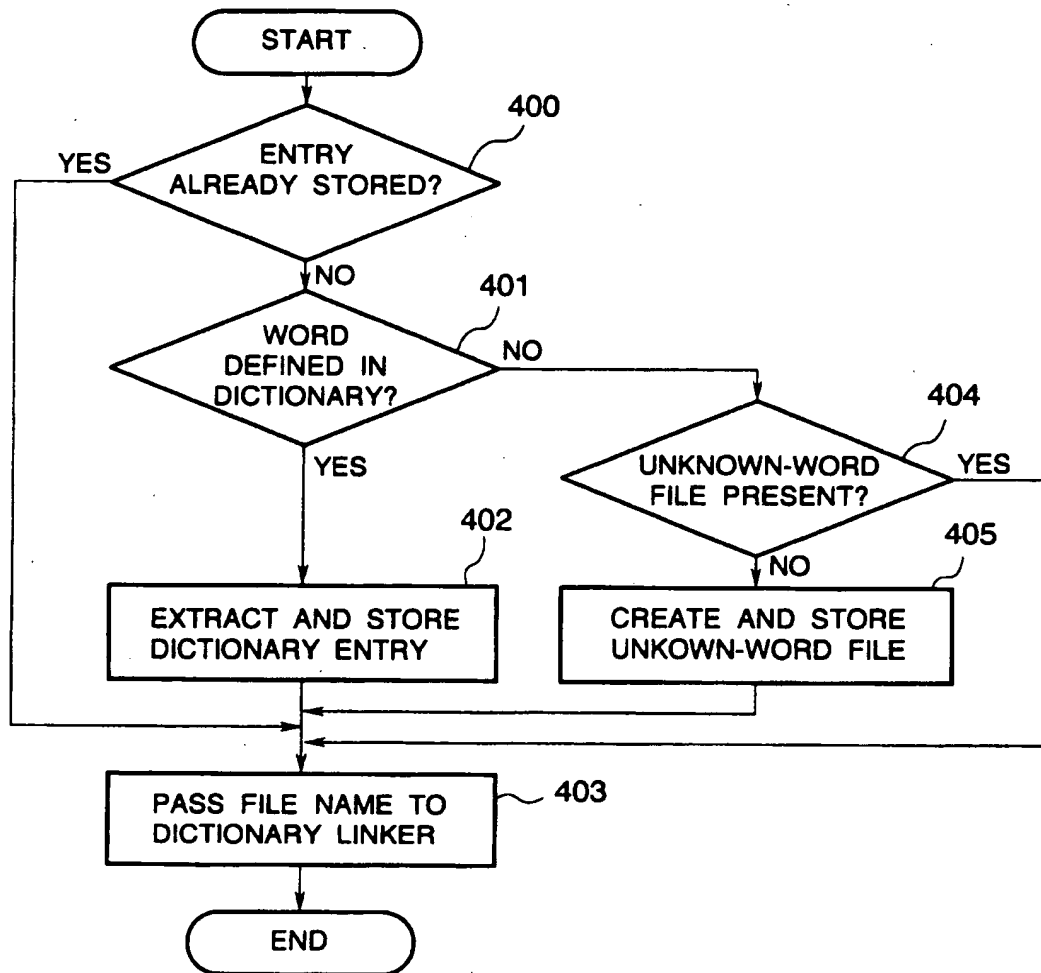 START
400
YES
ENTRY
ALREADY STORED?
NO
401
WORD
DEFINED IN
DICTIONARY?
NO
404
YES
UNKNOWN-WORD
FILE PRESENT?
YES
402
NO
405
EXTRACT AND STORE
DICTIONARY ENTRY
CREATE AND STORE
UNKOWN-WORD FILE
PASS FILE NAME TO
DICTIONARY LINKER
403
END